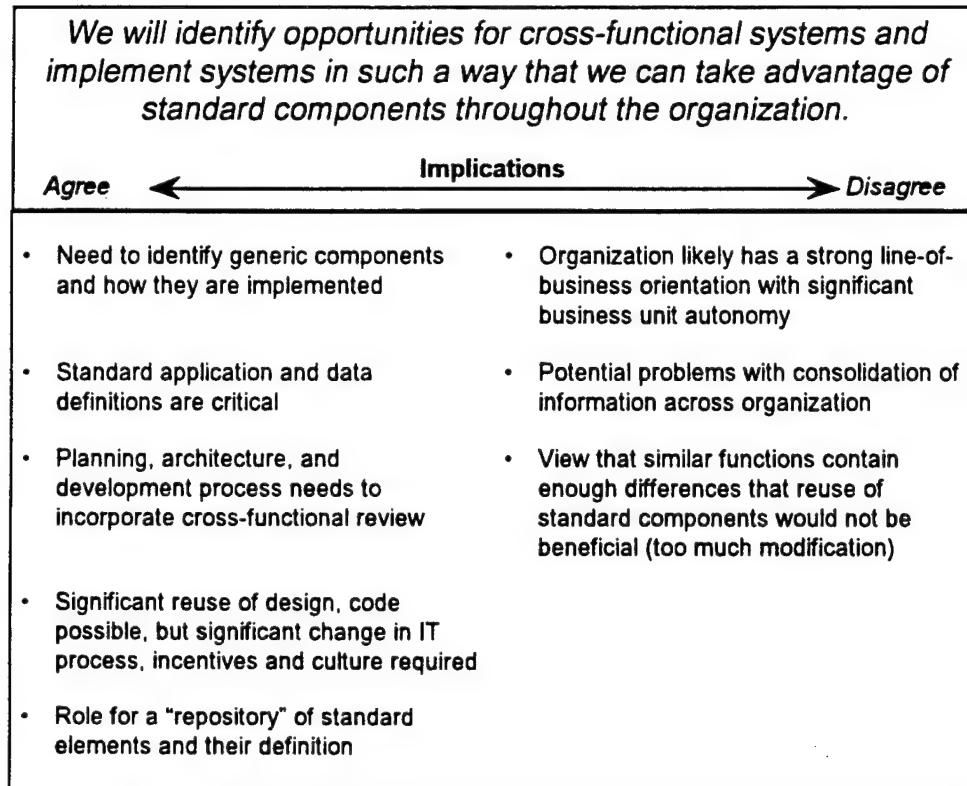 We will identify opportunities for cross-functional systems and
implement systems in such a way that we can take advantage of
standard components throughout the organization.
Implications
Agree Disagree
• Need to identify generic components
and how they are implemented
• Standard application and data
definitions are critical
• Planning, architecture, and
development process needs to
incorporate cross-functional review
• Significant reuse of design, code
possible, but significant change in IT
process, incentives and culture required
• Role for a "repository" of standard
elements and their definition
• Organization likely has a strong line-of-
business orientation with significant
business unit autonomy
• Potential problems with consolidation of
information across organization
• View that similar functions contain
enough differences that reuse of
standard components would not be
beneficial (too much modification)